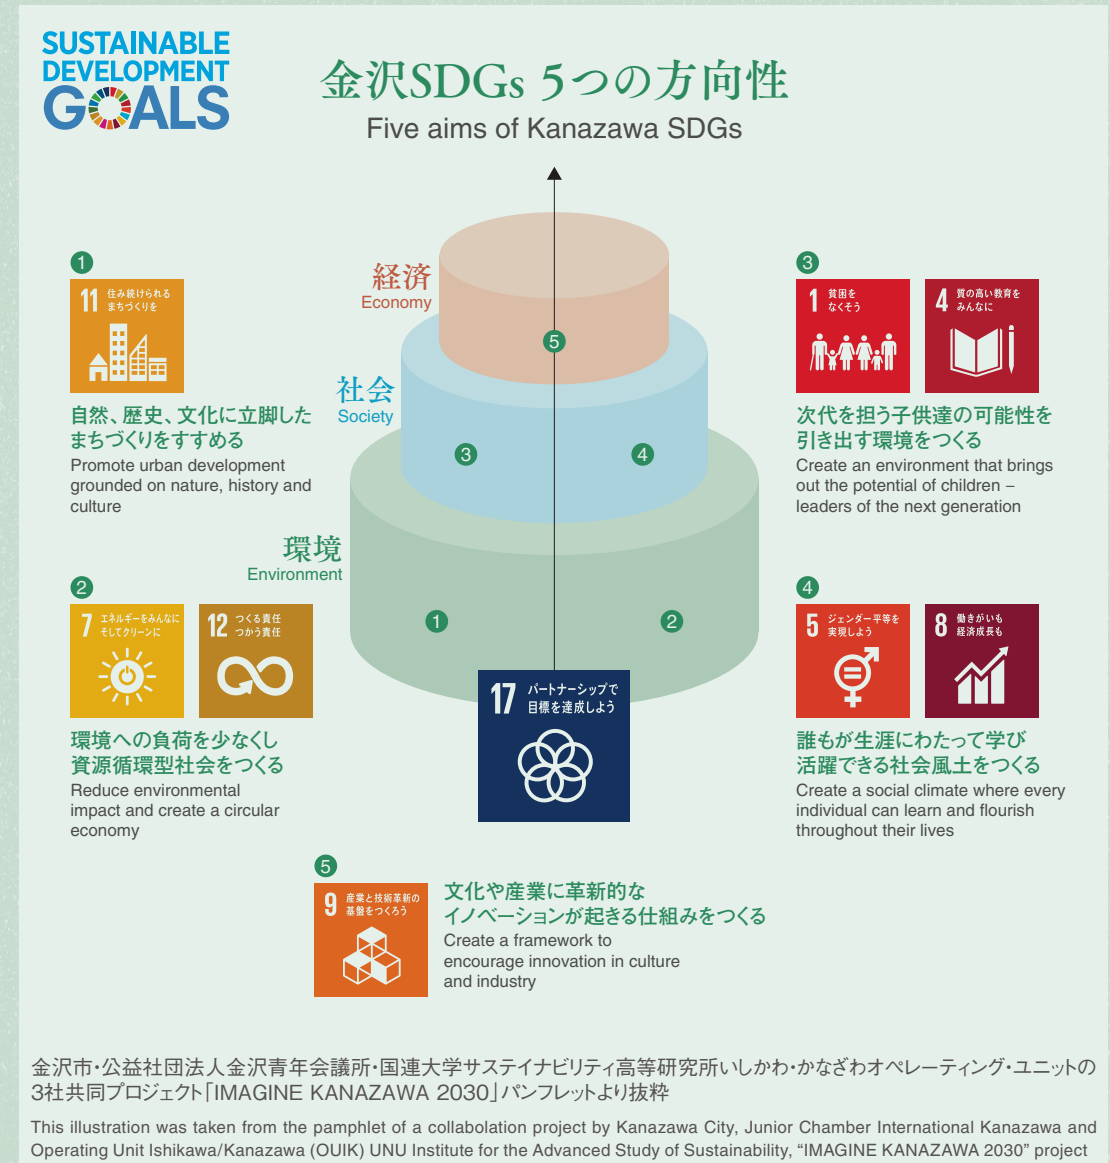 SUSTAINABLE
DEVELOPMENT
GOALS
金沢SDGs 5つの方向性
Five aims of Kanazawa SDGs
経済
Economy
社会
Society
環境
Environment
5
3
4
1
2
17 パートナーシップで
目標を達成しよう
1
11 住み続けられる
まちづくりを
自然、歴史、文化に立脚した
まちづくりをすすめる
Promote urban development
grounded on nature, history and
culture
2
7 エネルギーをみんなに
そしてクリーンに
12 つくる責任
つかう責任
環境への負荷を少なくし
資源循環型社会をつくる
Reduce environmental
impact and create a circular
economy
3
1 貧困を
なくそう
4 質の高い教育を
みんなに
次代を担う子供達の可能性を
引き出す環境をつくる
Create an environment that brings
out the potential of children –
leaders of the next generation
4
5 ジェンダー平等を
実現しよう
8 働きがいも
経済成長も
誰もが生涯にわたって学び
活躍できる社会風土をつくる
Create a social climate where every
individual can learn and flourish
throughout their lives
5
9 産業と技術革新の
基盤をつくろう
文化や産業に革新的な
イノベーションが起きる仕組みをつくる
Create a framework to
encourage innovation in culture
and industry
金沢市・公益社団法人金沢青年会議所・国連大学サステイナビリティ高等研究所いしかわ・かなざわオペレーティング・ユニットの
3社共同プロジェクト「IMAGINE KANAZAWA 2030」パンフレットより抜粋
This illustration was taken from the pamphlet of a collabolation project by Kanazawa City, Junior Chamber International Kanazawa and
Operating Unit Ishikawa/Kanazawa (OUIK) UNU Institute for the Advanced Study of Sustainability, “IMAGINE KANAZAWA 2030” project